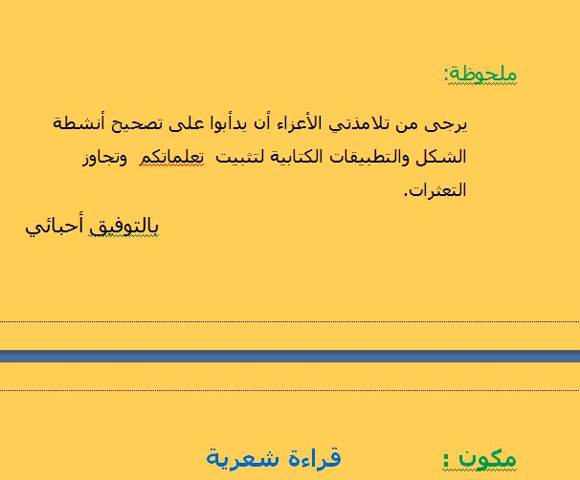 ملحوظة:
يرجى من تلامذتي الأعزاء أن يدأبوا على تصحيح أنشطة
الشكل والتطبيقات الكتابية لتثبيت تعلماتكم وتجاوز
التعثرات.
بالتوفيق أحبائي
مكون : قراءة شعرية